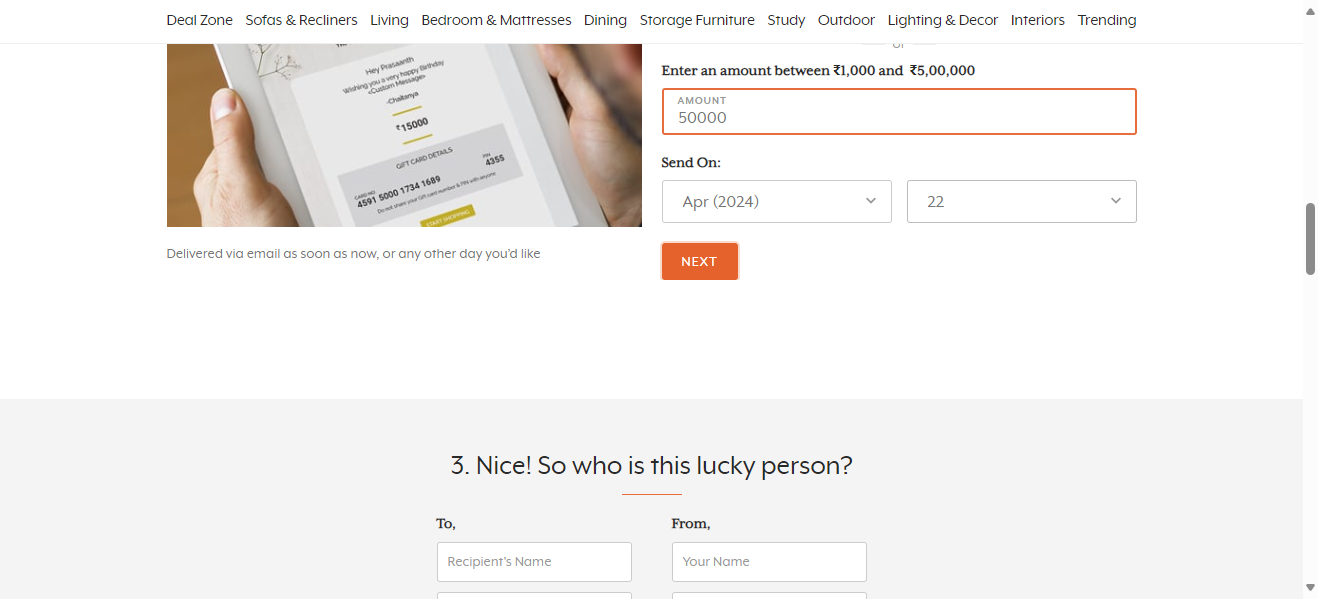 Deal Zone Sofas & Recliners Living Bedroom & Mattresses Dining Storage Furniture Study Outdoor Lighting & Decor Interiors Trending
Hey Prasaanth
Wishing you a very happy Birthday
<Custom Message>
-Chaitanya
₹15000
GIFT CARD DETAILS
CARD NO. PIN
4591 5000 1734 1689 4355
Do not share your Gift card number & PIN with anyone
START SHOPPING
Delivered via email as soon as now, or any other day you'd like
or
Enter an amount between ₹1,000 and ₹5,00,000
AMOUNT
50000
Send On:
Apr (2024) 22
NEXT
3. Nice! So who is this lucky person?
To, From,
Recipient's Name Your Name